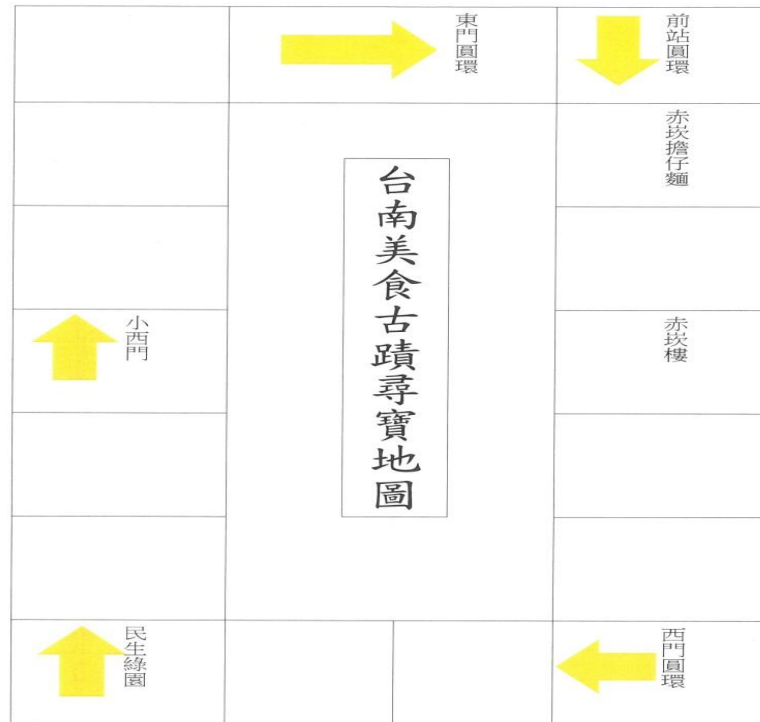 東門圓環
前站圓環
赤崁擔仔麵
台南美食古蹟尋寶地圖
小西門
赤崁樓
民生綠園
西門圓環